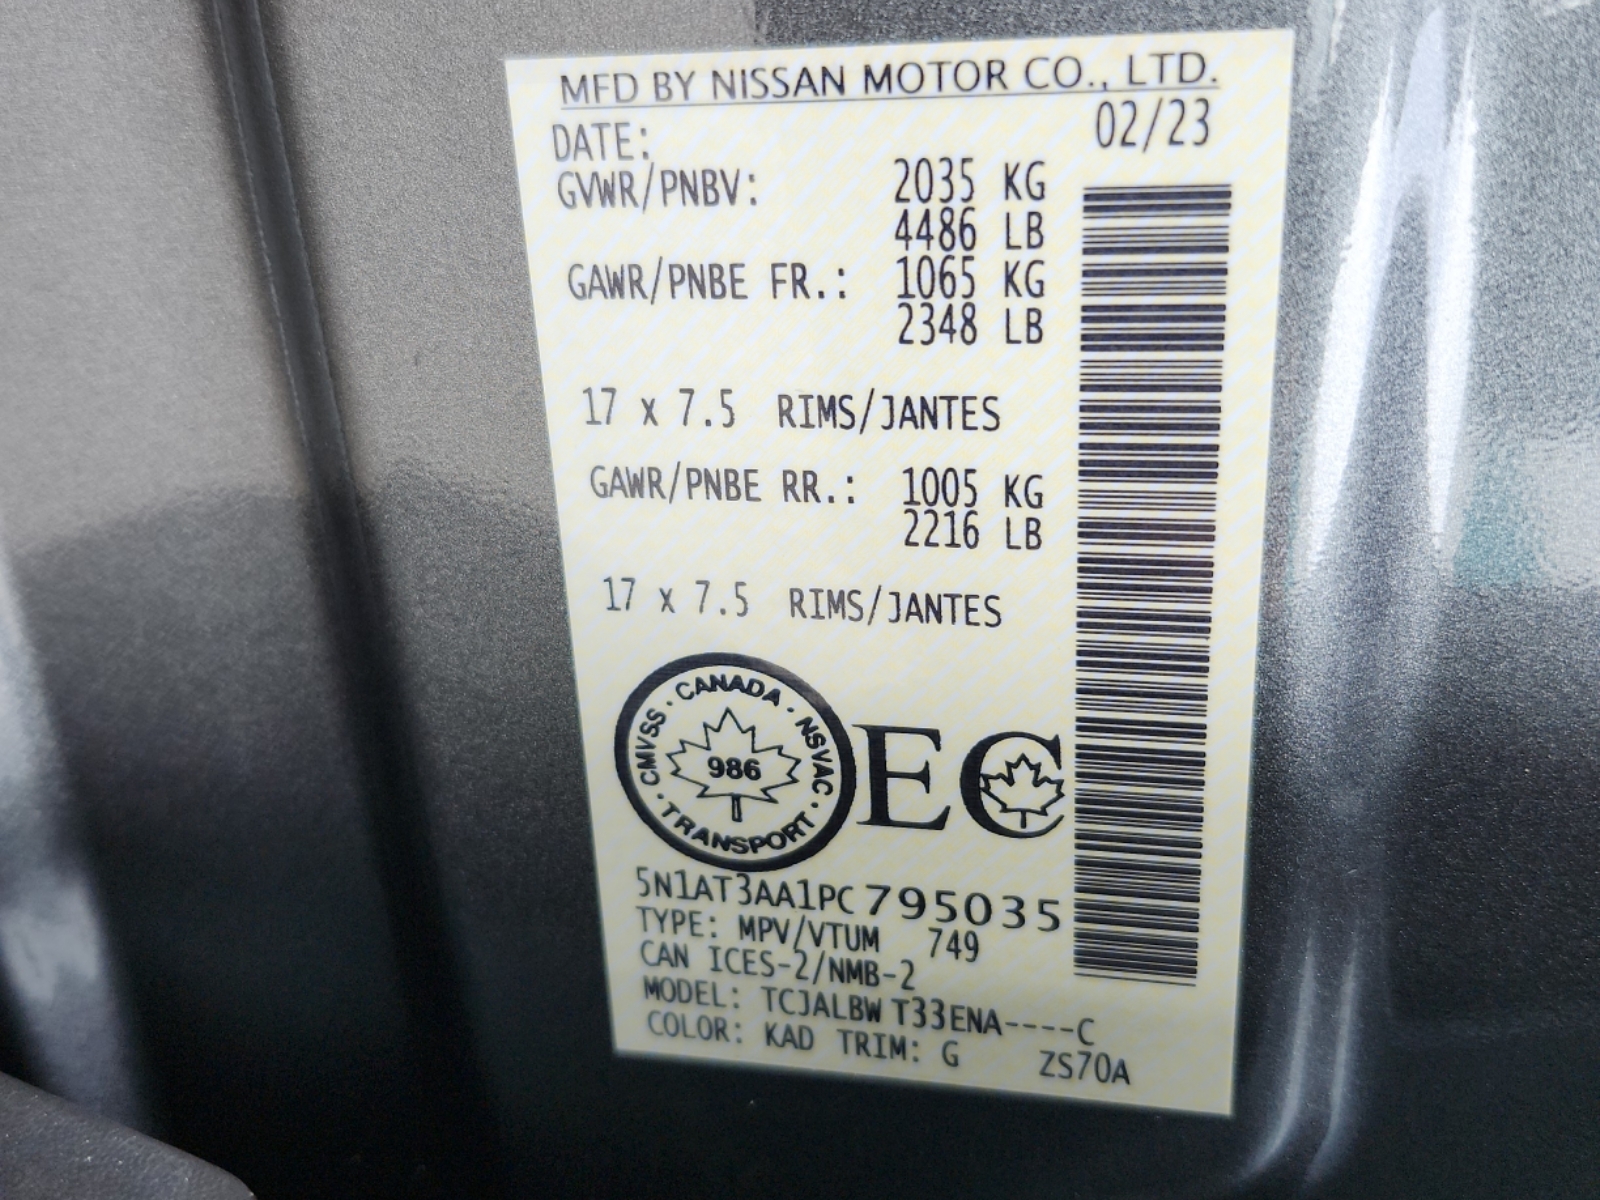 MFD BY NISSAN MOTOR CO., LTD.
DATE: 02/23
GVWR/PNBV: 2035 KG
4486 LB
GAWR/PNBE FR.: 1065 KG
2348 LB
17 x 7.5 RIMS/JANTES
GAWR/PNBE RR.: 1005 KG
2216 LB
17 x 7.5 RIMS/JANTES
CANADA · NSVAC · TRANSPORT · CMVSS ·
986
EC
5N1AT3AA1PC795035
TYPE: MPV/VTUM 749
CAN ICES-2/NMB-2
MODEL: TCJALBW T33ENA----C
COLOR: KAD TRIM: G ZS70A